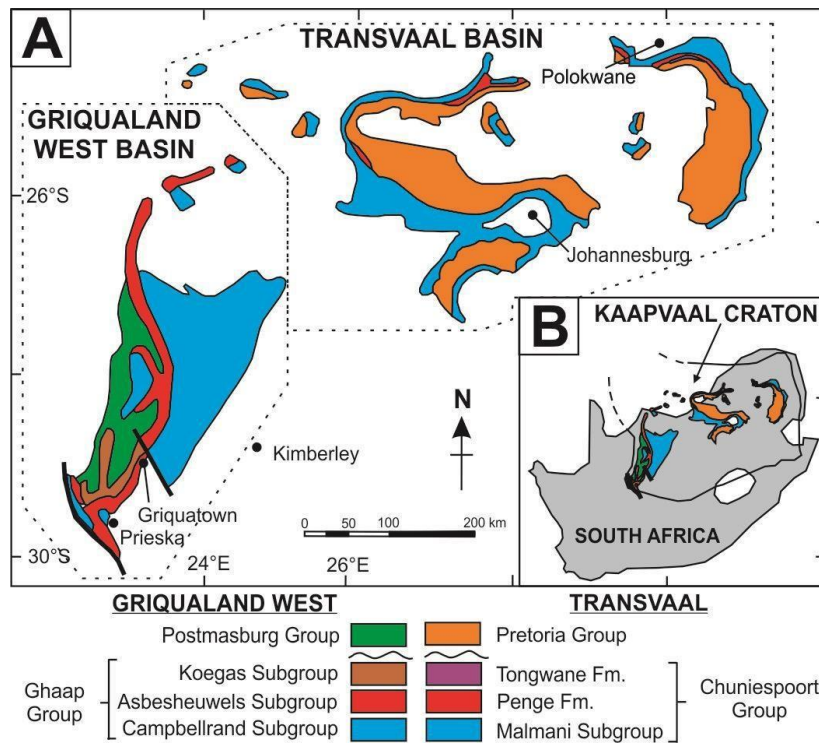 A
TRANSVAAL BASIN
Polokwane
GRIQUALAND
WEST BASIN
26°S
Johannesburg
B
KAAPVAAL CRATON
N
Kimberley
Griquatown
Prieska
0
50
100
200 km
SOUTH AFRICA
30°S
24°E
26°E
GRIQUALAND WEST
TRANSVAAL
Postmasburg Group
Pretoria Group
Koegas Subgroup
Tongwane Fm.
Ghaap
Group
Asbesheuwels Subgroup
Penge Fm.
Chuniespoort
Group
Campbellrand Subgroup
Malmani Subgroup